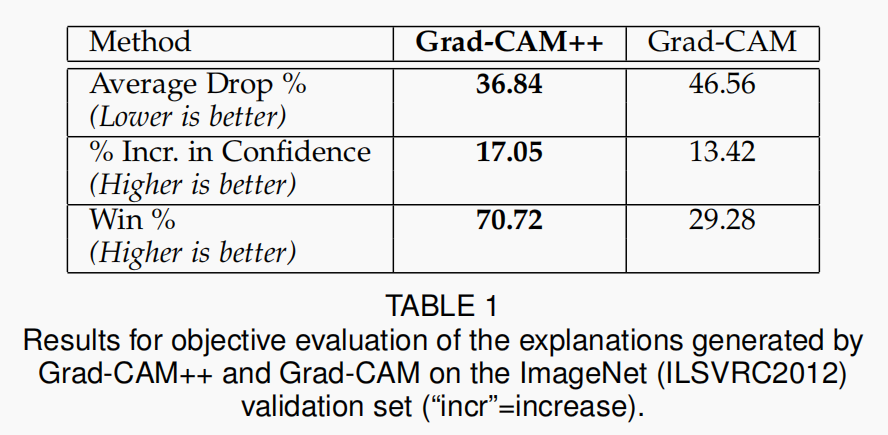 Method Grad-CAM++ Grad-CAM
Average Drop % 36.84 46.56
(Lower is better)
% Incr. in Confidence 17.05 13.42
(Higher is better)
Win % 70.72 29.28
(Higher is better)
TABLE 1
Results for objective evaluation of the explanations generated by
Grad-CAM++ and Grad-CAM on the ImageNet (ILSVRC2012)
validation set (“incr”=increase).